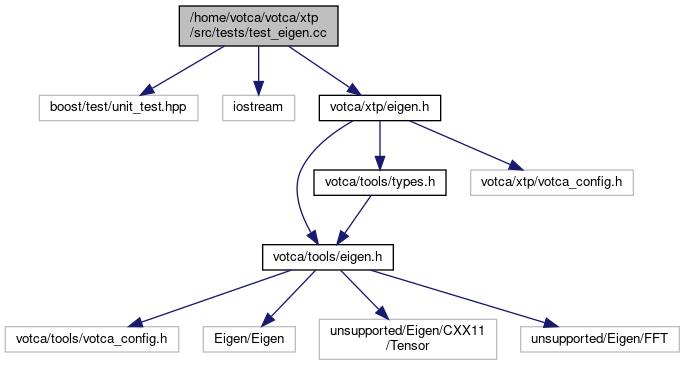 /home/votca/votca/xtp
/src/tests/test_eigen.cc
boost/test/unit_test.hpp
iostream
votca/xtp/eigen.h
votca/tools/types.h
votca/xtp/votca_config.h
votca/tools/eigen.h
votca/tools/votca_config.h
Eigen/Eigen
unsupported/Eigen/CXX11
/Tensor
unsupported/Eigen/FFT